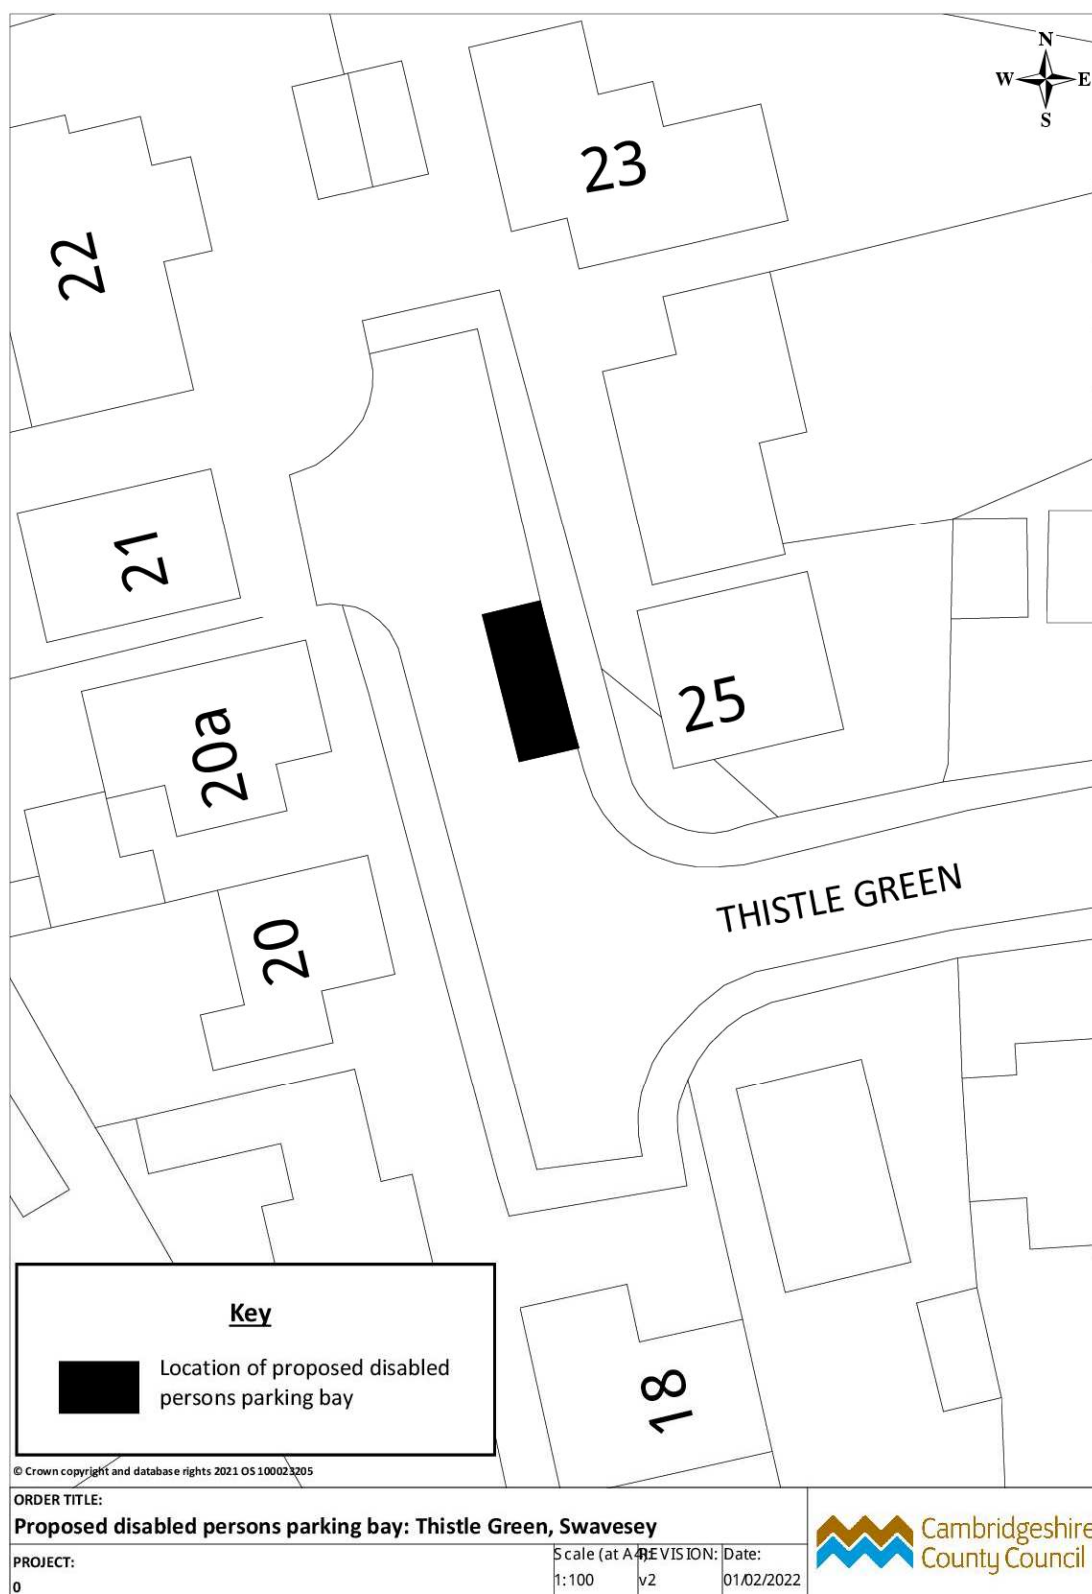 N
W E
S
23
22
21
25
20a
THISTLE GREEN
20
18
Key
Location of proposed disabled
persons parking bay
© Crown copyright and database rights 2021 OS 100023205
ORDER TITLE:
Proposed disabled persons parking bay: Thistle Green, Swavesey
PROJECT:
0
Scale (at A4):
1:100
REVISION:
v2
Date:
01/02/2022
Cambridgeshire
County Council